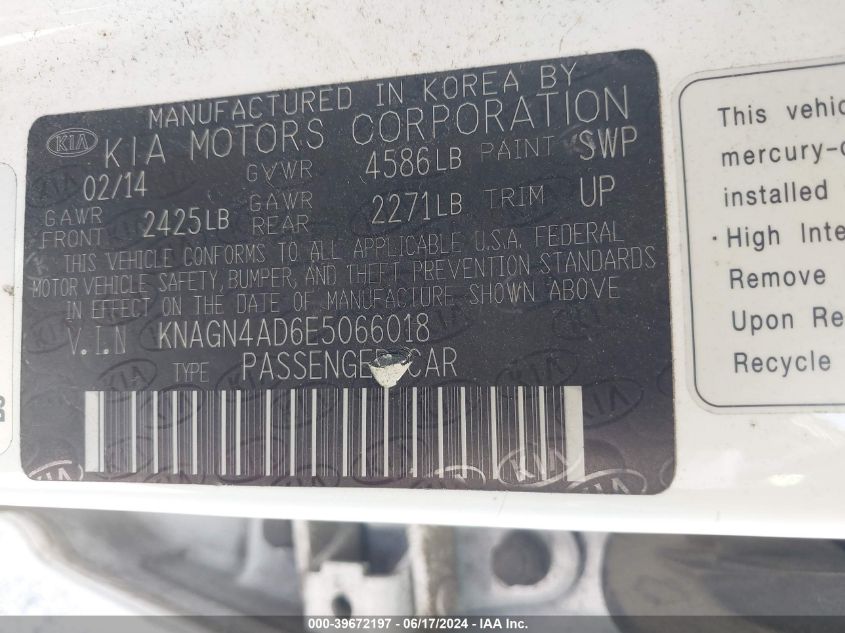 MANUFACTURED IN KOREA BY
KIA KIA MOTORS CORPORATION
02/14 GVWR 4586LB PAINT SWP
GAWR FRONT 2425LB GAWR REAR 2271LB TRIM UP
THIS VEHICLE CONFORMS TO ALL APPLICABLE U.S.A. FEDERAL
MOTOR VEHICLE SAFETY, BUMPER, AND THEFT PREVENTION STANDARDS
IN EFFECT ON THE DATE OF MANUFACTURE SHOWN ABOVE
V.I.N KNAGN4AD6E5066018
TYPE PASSENGER CAR
This vehic
mercury-c
installed
· High Inte
Remove
Upon Re
Recycle
000-39672197 - 06/17/2024 - IAA Inc.